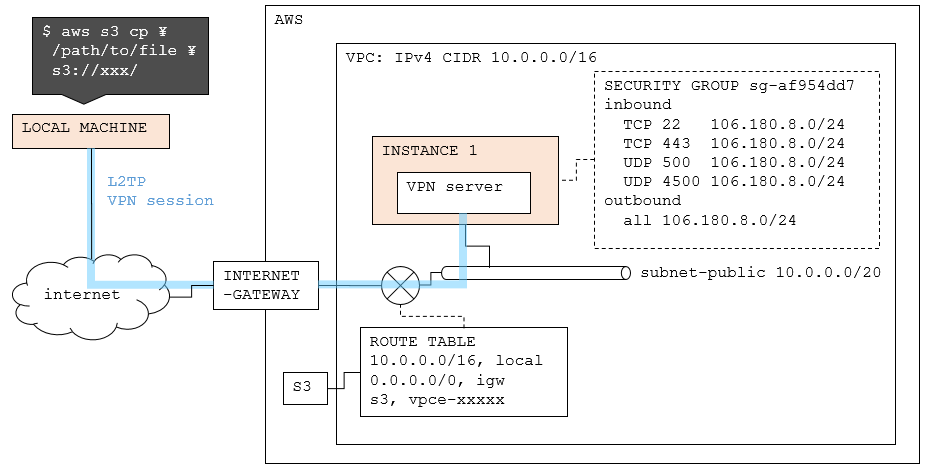 AWS
$ aws s3 cp ¥
/path/to/file ¥
s3://xxx/
LOCAL MACHINE
L2TP
VPN session
internet
INTERNET
-GATEWAY
VPC: IPv4 CIDR 10.0.0.0/16
SECURITY GROUP sg-af954dd7
inbound
TCP 22 106.180.8.0/24
TCP 443 106.180.8.0/24
UDP 500 106.180.8.0/24
UDP 4500 106.180.8.0/24
outbound
all 106.180.8.0/24
INSTANCE 1
VPN server
subnet-public 10.0.0.0/20
ROUTE TABLE
10.0.0.0/16, local
0.0.0.0/0, igw
s3, vpce-xxxxx
S3